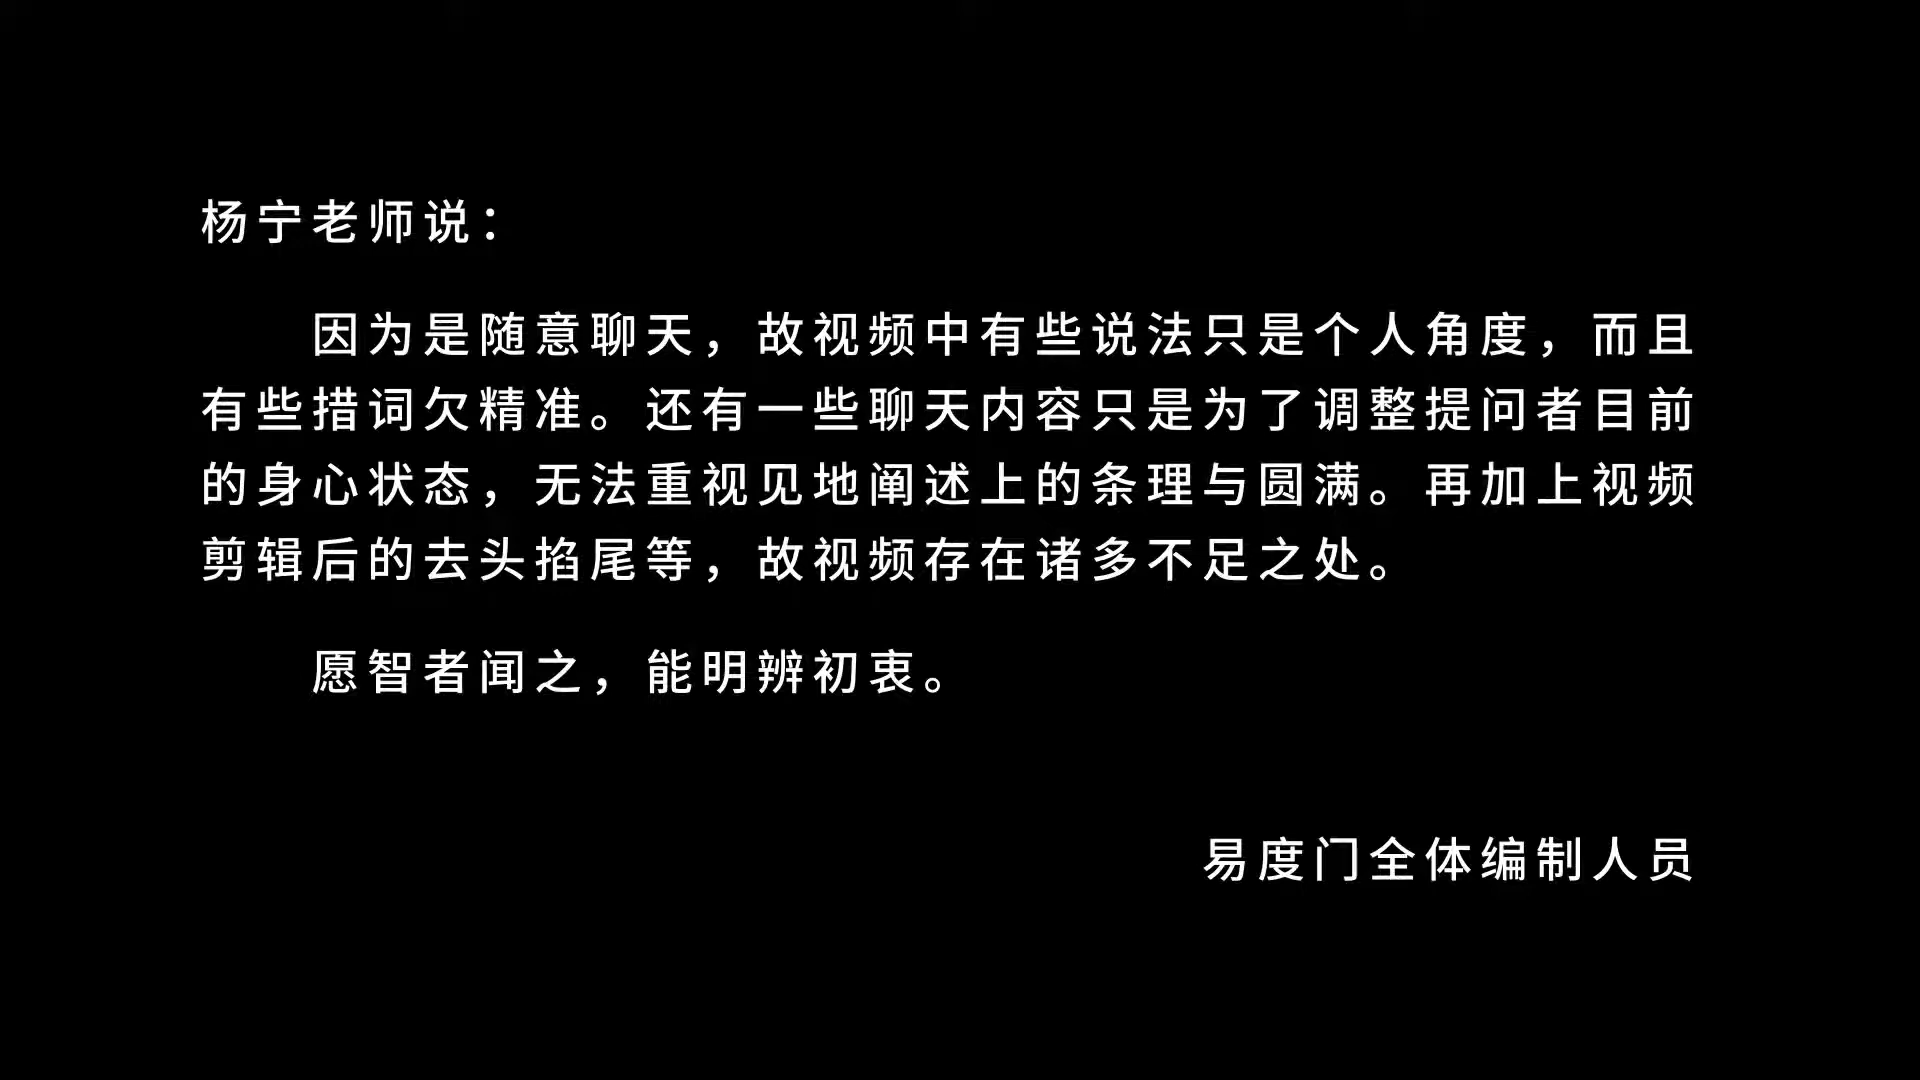 杨宁老师说：
因为是随意聊天，故视频中有些说法只是个人角度，而且
有些措词欠精准。还有一些聊天内容只是为了调整提问者目前
的身心状态，无法重视见地阐述上的条理与圆满。再加上视频
剪辑后的去头掐尾等，故视频存在诸多不足之处。
愿智者闻之，能明辨初衷。
易度门全体编制人员